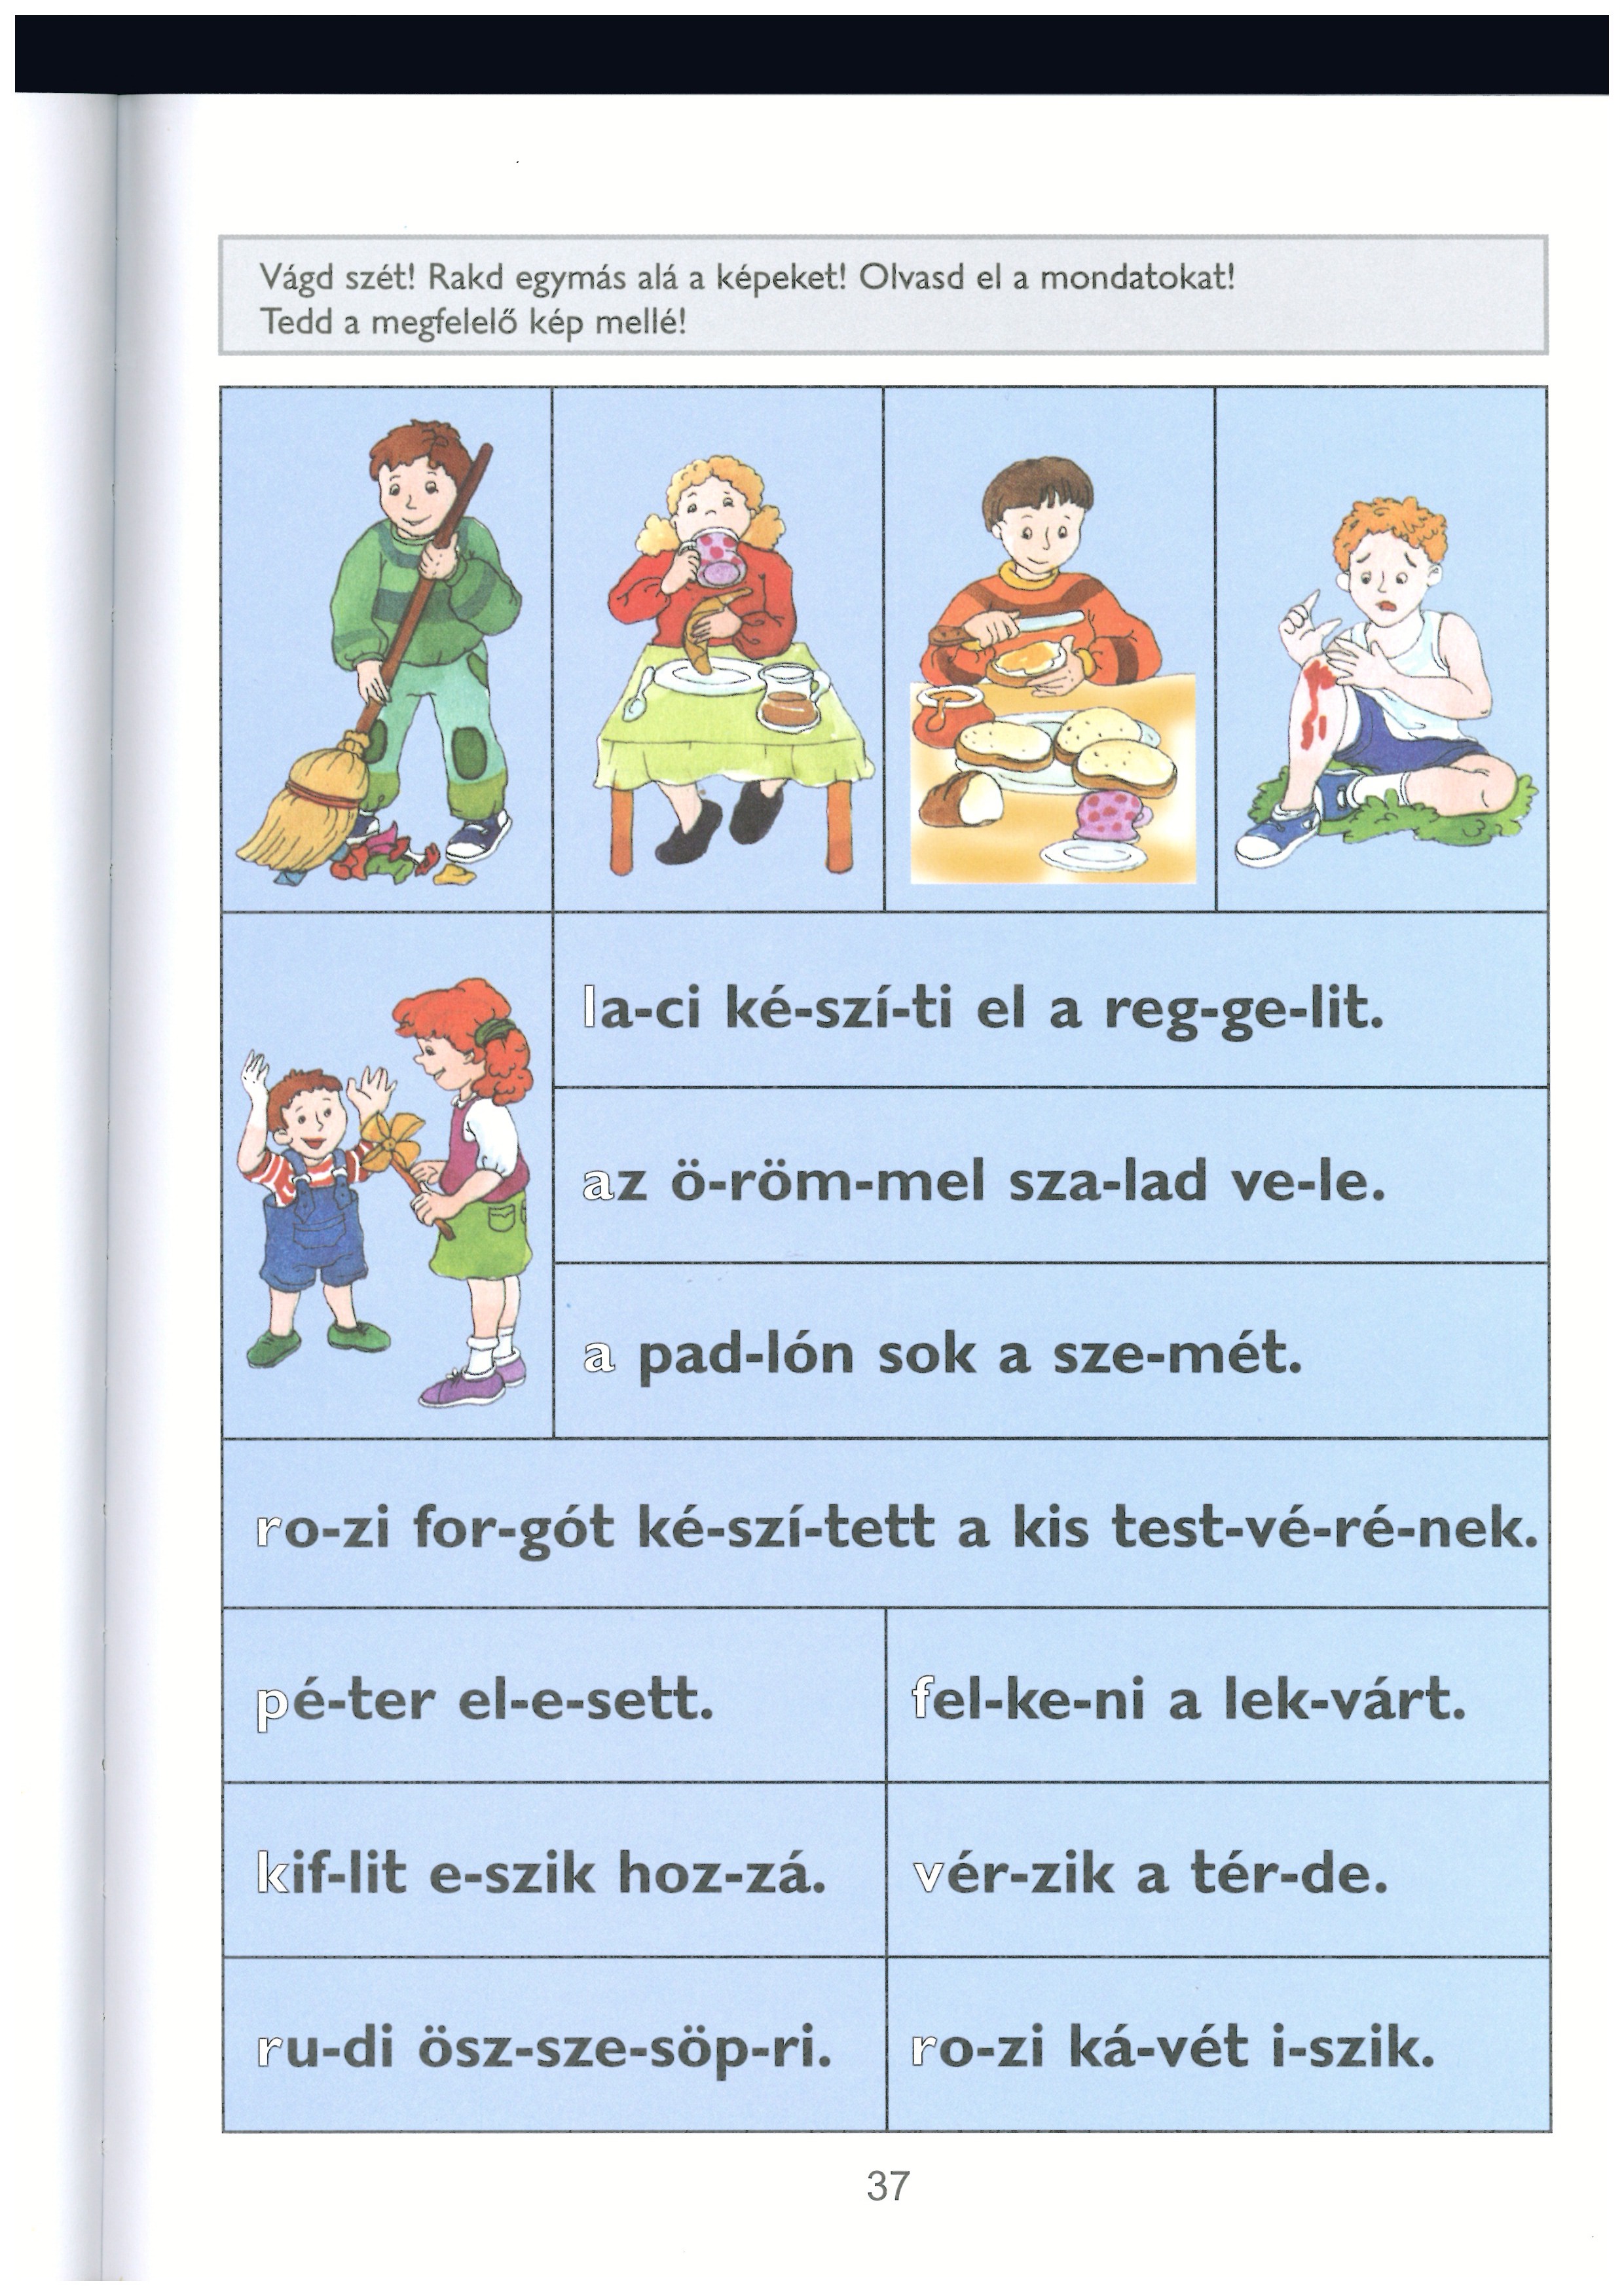 Vágd szét! Rakd egymás alá a képeket! Olvasd el a mondatokat!
Tedd a megfelelő kép mellé!
la-ci ké-szí-ti el a reg-ge-lit.
az ö-röm-mel sza-lad ve-le.
a pad-lón sok a sze-mét.
ro-zi for-gót ké-szí-tett a kis test-vé-ré-nek.
pé-ter el-e-sett.
fel-ke-ni a lek-várt.
kif-lit e-szik hoz-zá.
vér-zik a tér-de.
ru-di ösz-sze-söp-ri.
ro-zi ká-vét i-szik.
37